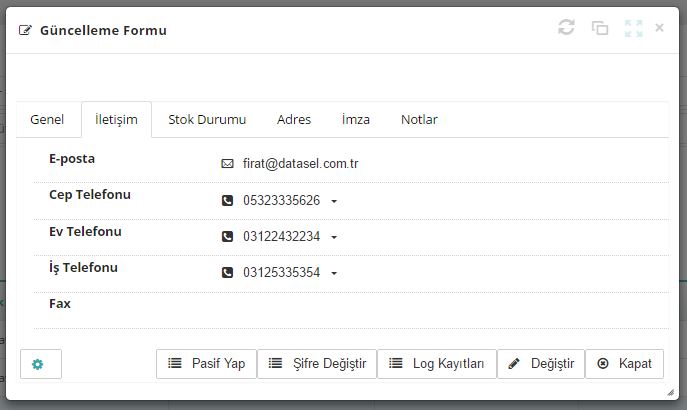 Güncelleme Formu
Genel İletişim Stok Durumu Adres İmza Notlar
E-posta firat@datasel.com.tr
Cep Telefonu 05323335626
Ev Telefonu 03122432234
İş Telefonu 03125335354
Fax
Pasif Yap Şifre Değiştir Log Kayıtları Değiştir Kapat